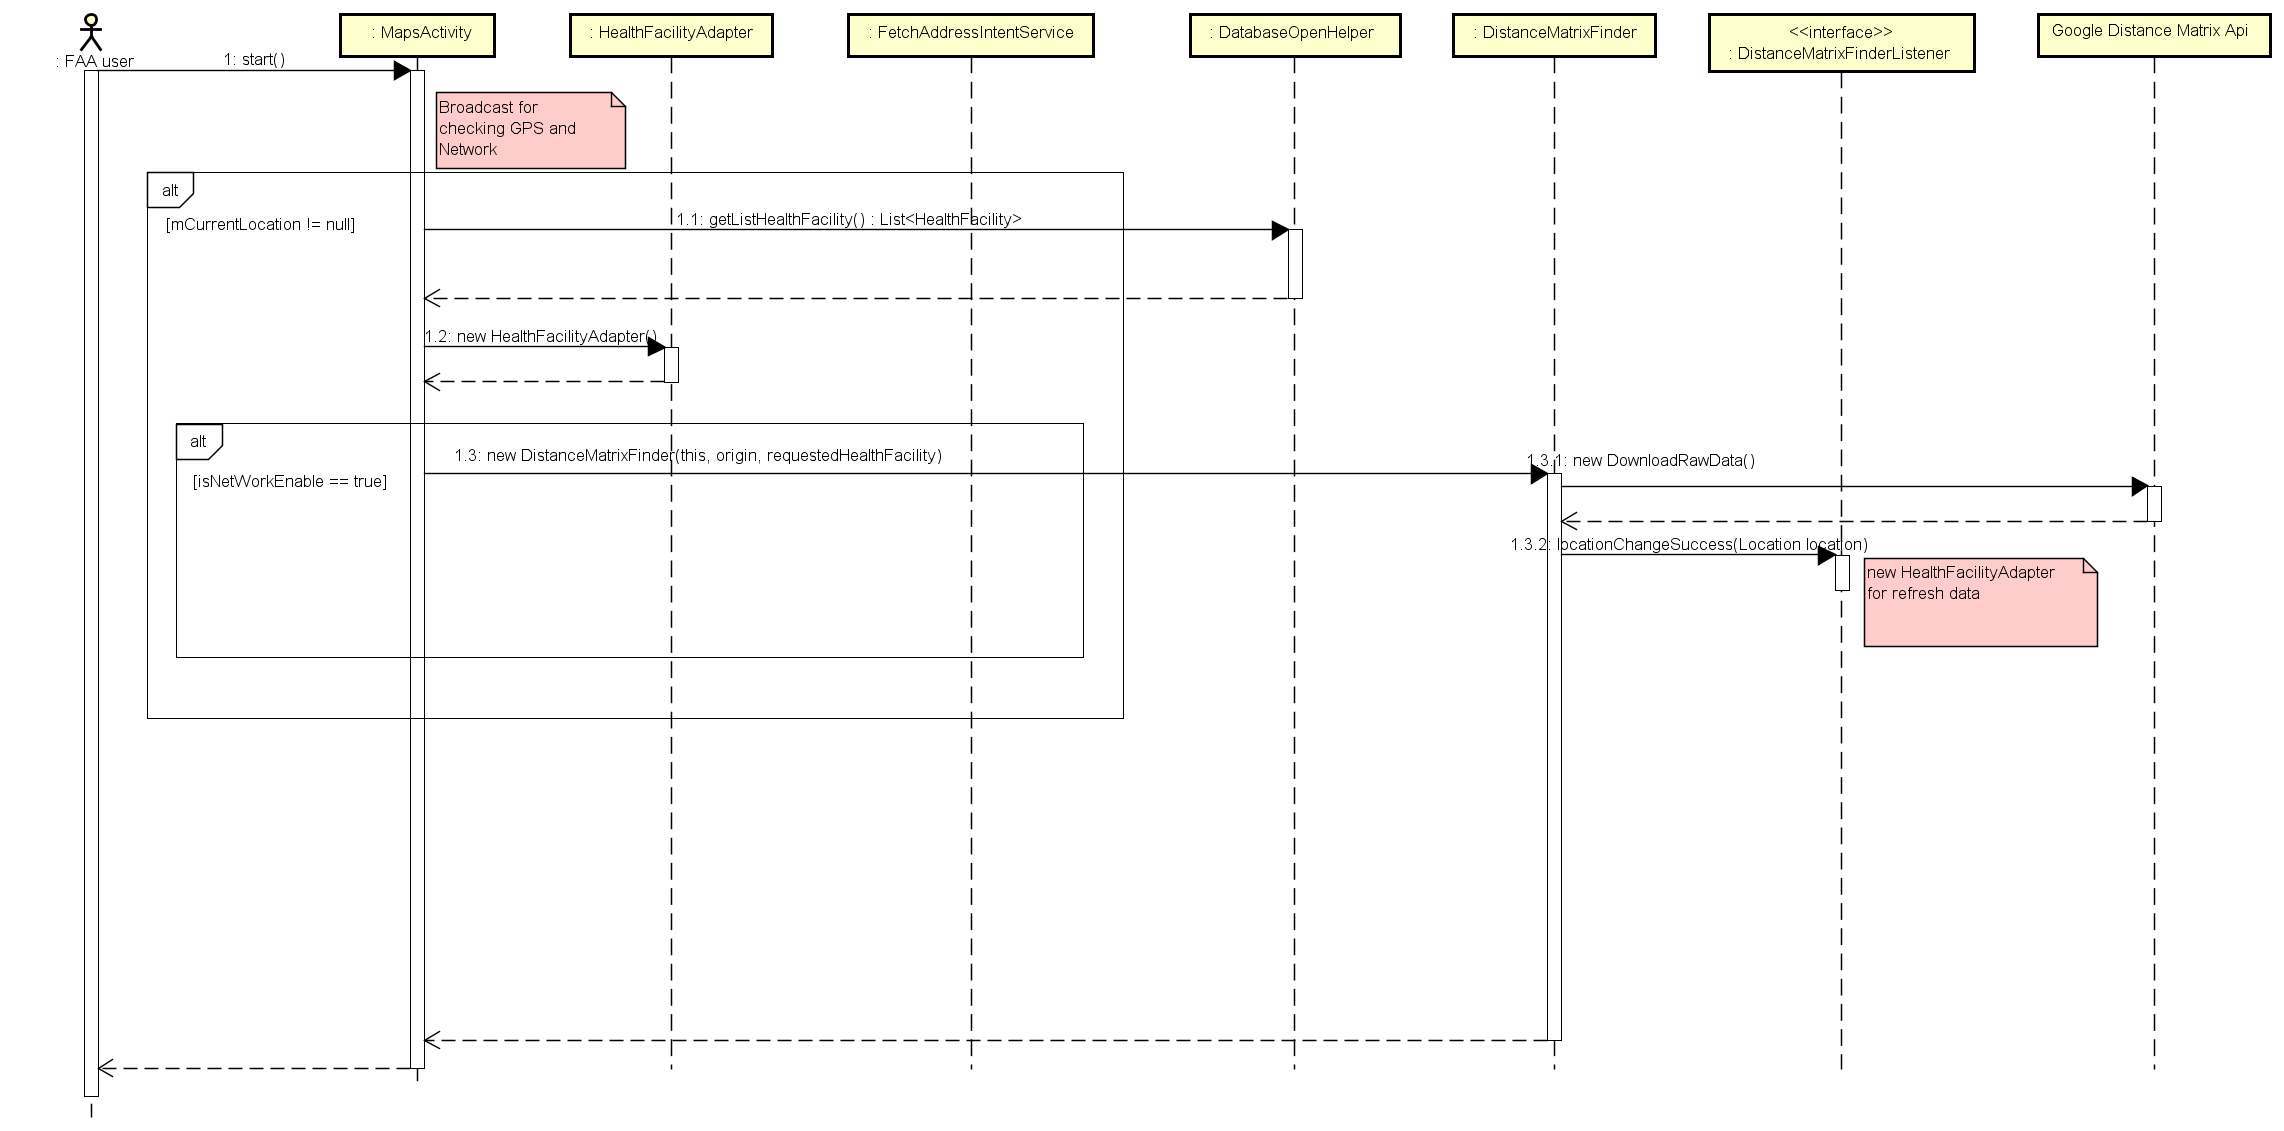 : FAA user
: MapsActivity
: HealthFacilityAdapter
: FetchAddressIntentService
: DatabaseOpenHelper
: DistanceMatrixFinder
<<interface>>
: DistanceMatrixFinderListener
Google Distance Matrix Api
1: start()
Broadcast for
checking GPS and
Network
alt
[mCurrentLocation != null]
1.1: getListHealthFacility() : List<HealthFacility>
1.2: new HealthFacilityAdapter()
alt
[isNetWorkEnable == true]
1.3: new DistanceMatrixFinder(this, origin, requestedHealthFacility)
1.3.1: new DownloadRawData()
1.3.2: locationChangeSuccess(Location location)
new HealthFacilityAdapter
for refresh data